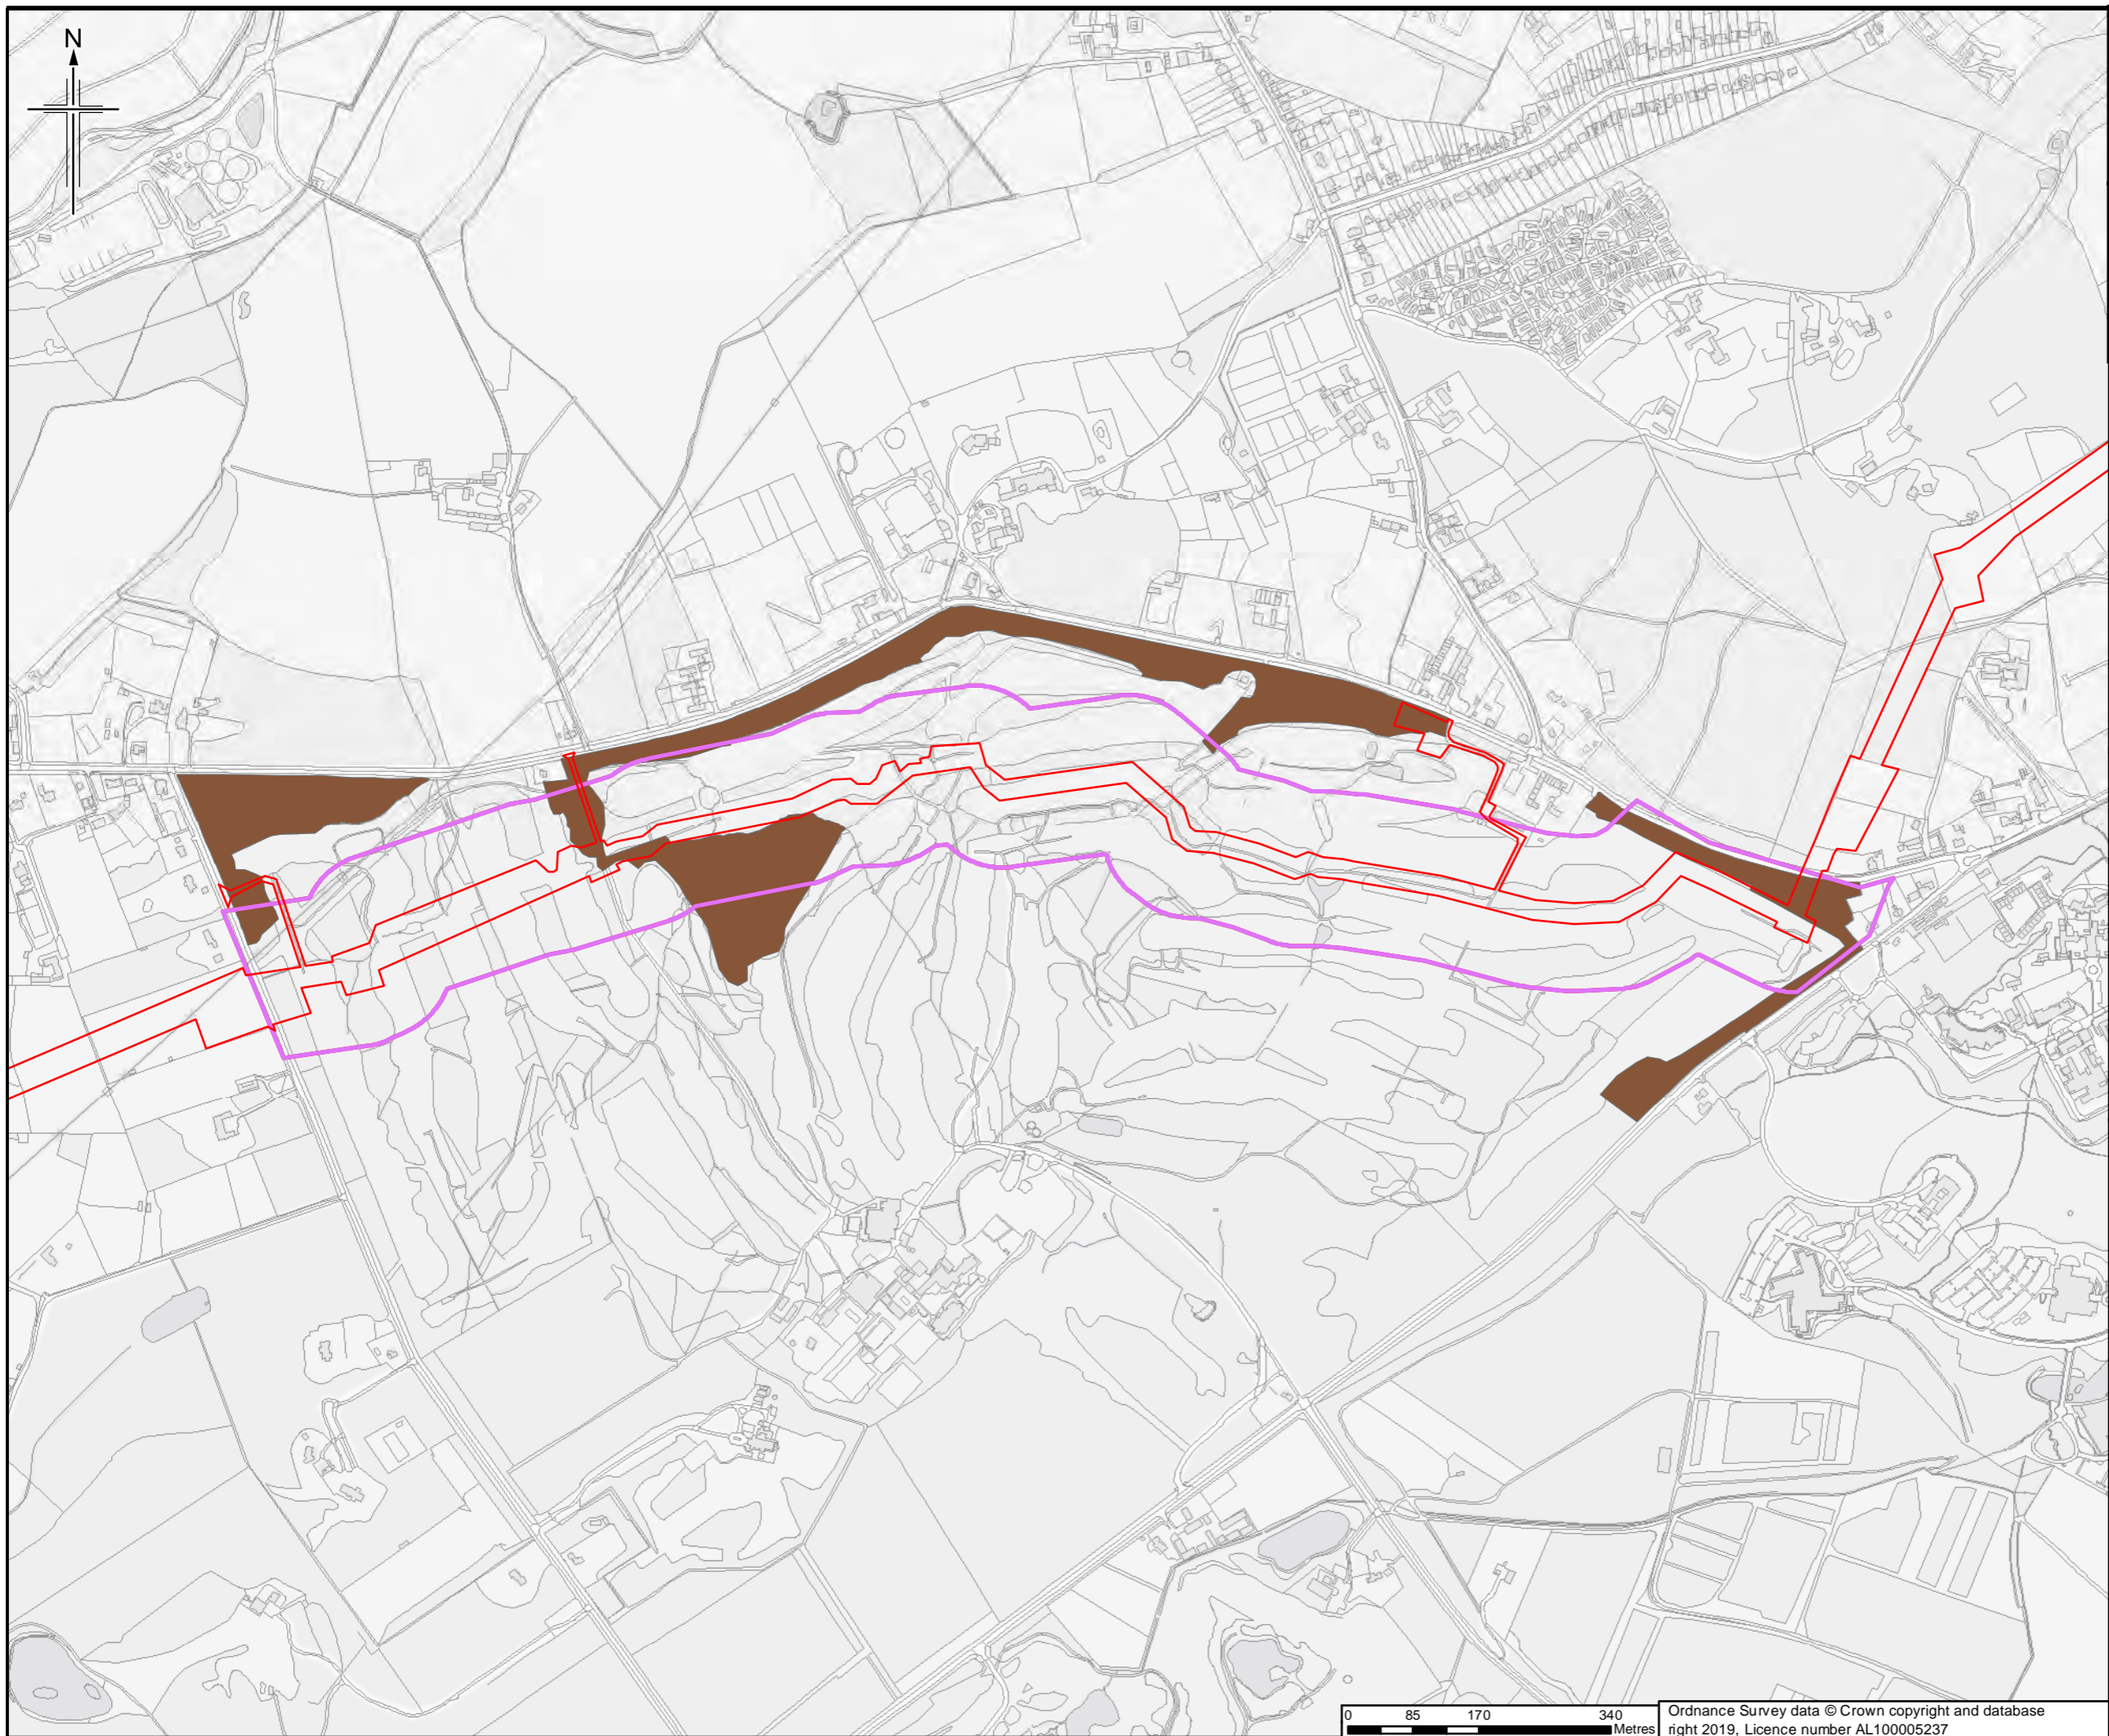 N
0 85 170 340
Metres
Ordnance Survey data © Crown copyright and database
right 2019, Licence number AL100005237